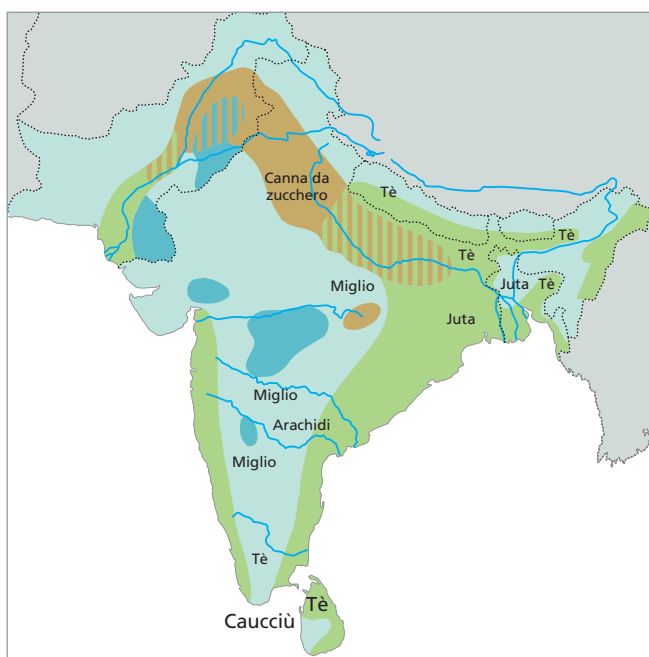 Canna da
zucchero
Tè
Tè
Tè
Miglio
Juta
Tè
Juta
Miglio
Arachidi
Miglio
Tè
Tè
Caucciù